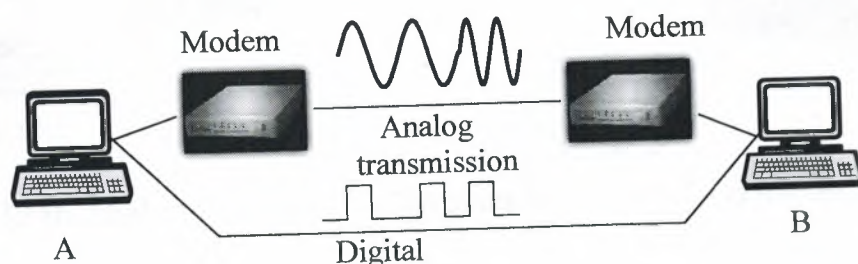 Modem
Modem
Analog
transmission
A
B
Digital